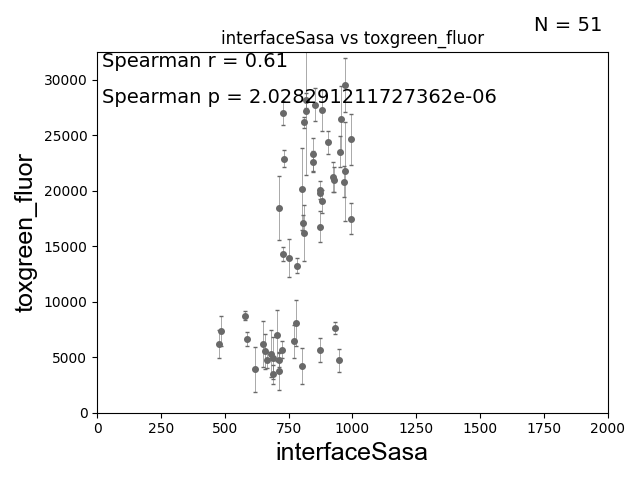 N = 51
interfaceSasa vs toxgreen_fluor
Spearman r = 0.61
Spearman p = 2.028291211727362e-06
toxgreen_fluor
30000
25000
20000
15000
10000
5000
0
0 250 500 750 1000 1250 1500 1750 2000
interfaceSasa